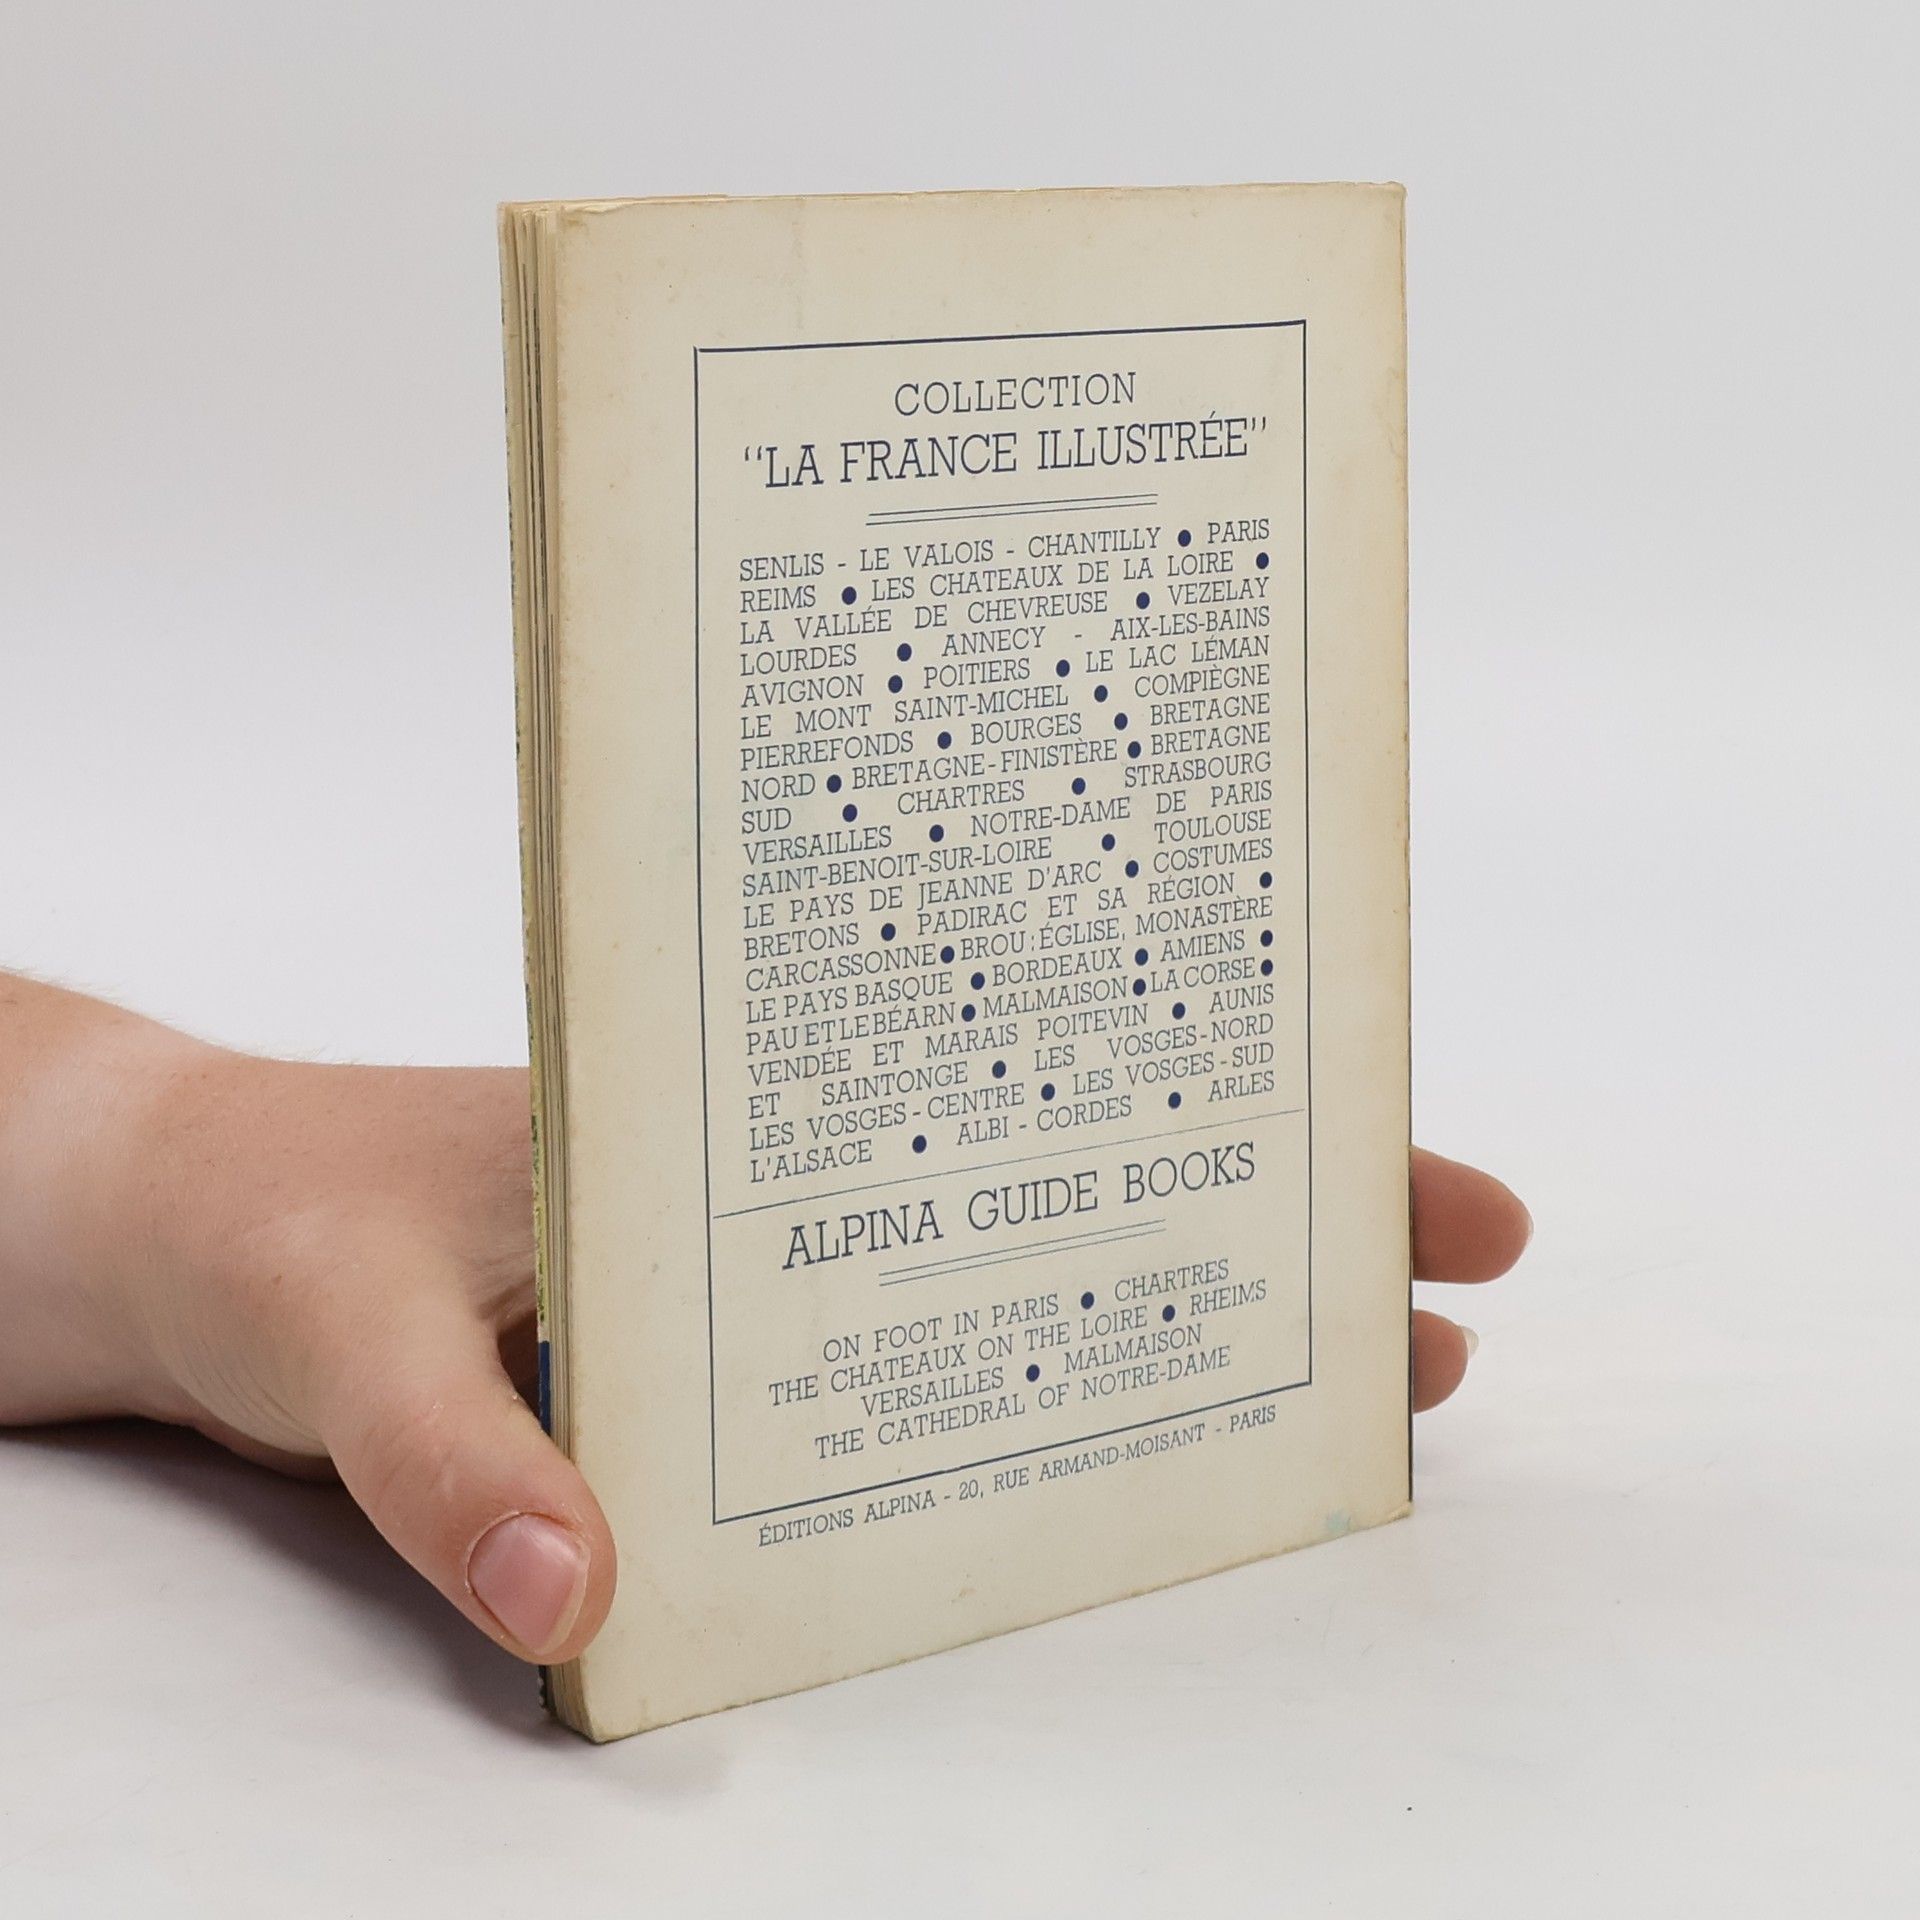 COLLECTION
"LA FRANCE ILLUSTRÉE"
SENLIS - LE VALOIS - CHANTILLY ● PARIS
REIMS ● LES CHATEAUX DE LA LOIRE ●
LA VALLÉE DE CHEVREUSE ● VEZELAY
LOURDES ● ANNECY - AIX-LES-BAINS
AVIGNON ● POITIERS ● LE LAC LÉMAN
LE MONT SAINT-MICHEL ● COMPIÈGNE
PIERREFONDS ● BOURGES ● BRETAGNE
NORD ● BRETAGNE-FINISTÈRE ● BRETAGNE
SUD ● CHARTRES ● STRASBOURG
VERSAILLES ● NOTRE-DAME DE PARIS
SAINT-BENOIT-SUR-LOIRE ● TOULOUSE
LE PAYS DE JEANNE D'ARC ● COSTUMES
BRETONS ● PADIRAC ET SA RÉGION ●
CARCASSONNE ● BROU : ÉGLISE, MONASTÈRE
LE PAYS BASQUE ● BORDEAUX ● AMIENS ●
PAU ET LE BÉARN ● MALMAISON ● LA CORSE ●
VENDÉE ET MARAIS POITEVIN ● AUNIS
ET SAINTONGE ● LES VOSGES-NORD
LES VOSGES-CENTRE ● LES VOSGES-SUD
L'ALSACE ● ALBI - CORDES ● ARLES
ALPINA GUIDE BOOKS
ON FOOT IN PARIS ● CHARTRES
THE CHATEAUX ON THE LOIRE ● RHEIMS
VERSAILLES ● MALMAISON
THE CATHEDRAL OF NOTRE-DAME
ÉDITIONS ALPINA - 20, RUE ARMAND-MOISANT - PARIS